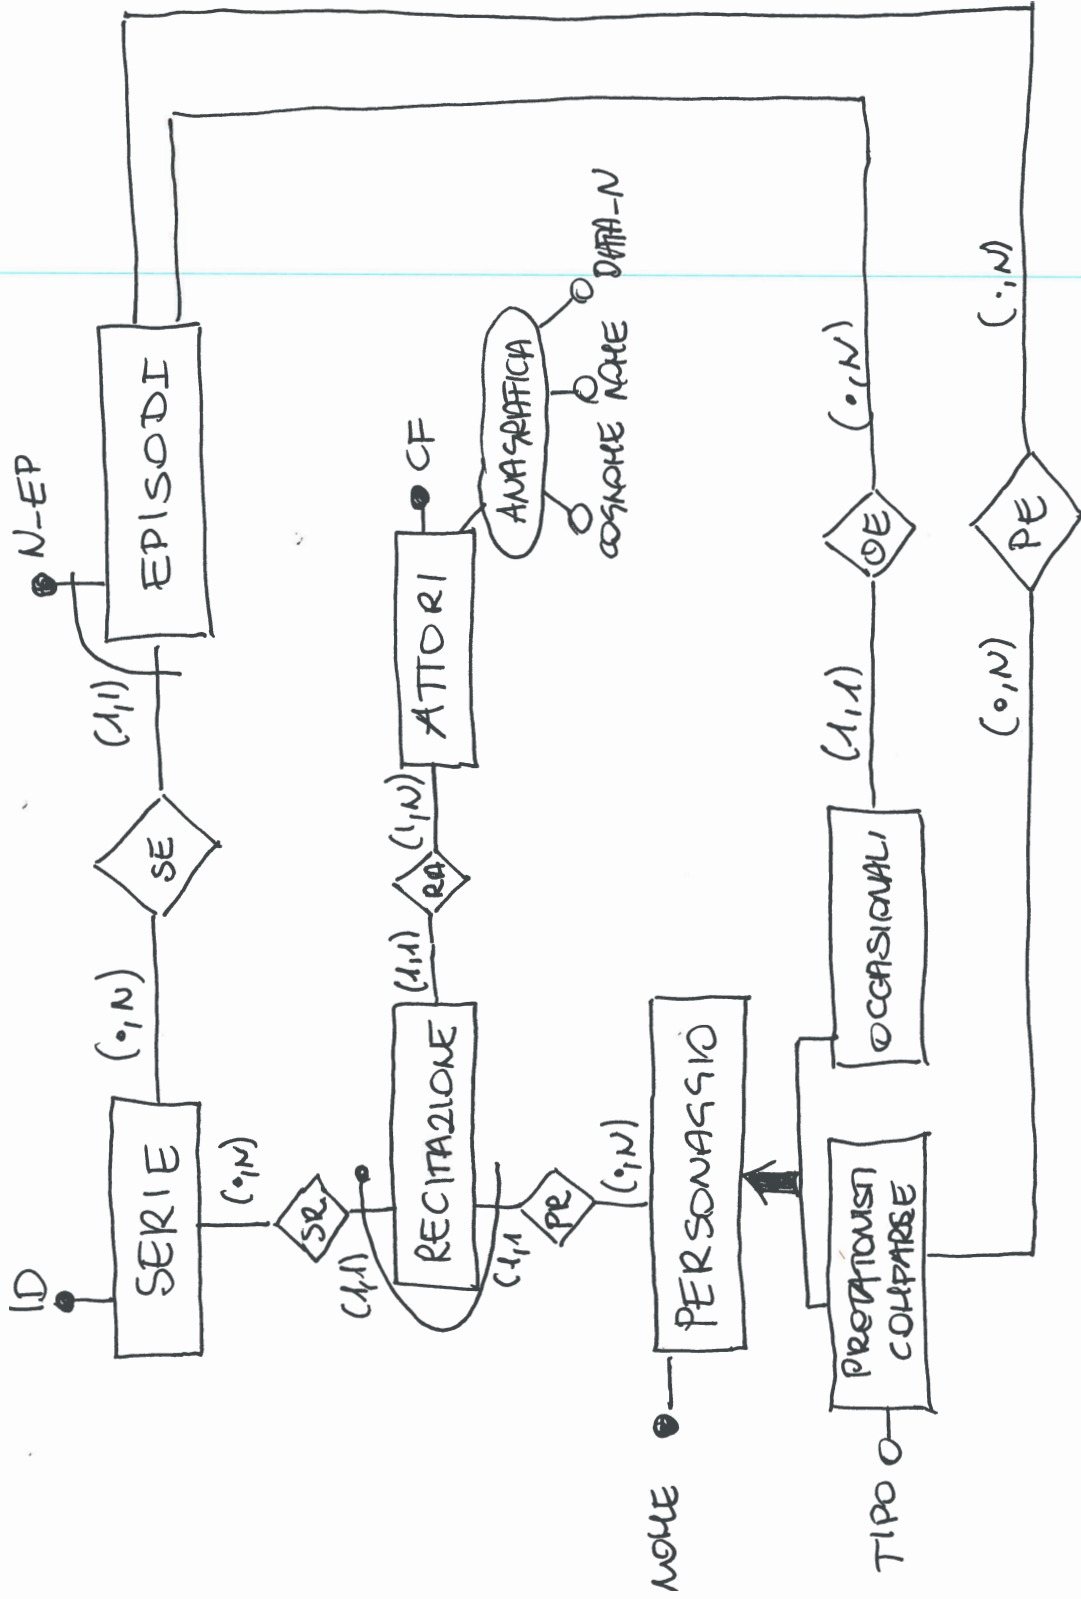 ID
N-EP
(0,N)
(1,1)
SERIE
SE
EPISODI
(0,N)
SR
(1,1)
(1,1)
(1,N)
RECITAZIONE
RA
ATTORI
CF
(1,1
ANAGRAFICA
PR
COGNOME
NOME
DATA-N
(0,N)
NOME
PERSONAGGIO
(1,1)
(0,N)
TIPO
PROTAGONISTI
COMPARSE
OCCASIONALI
OE
(0,N)
(0,N)
PE